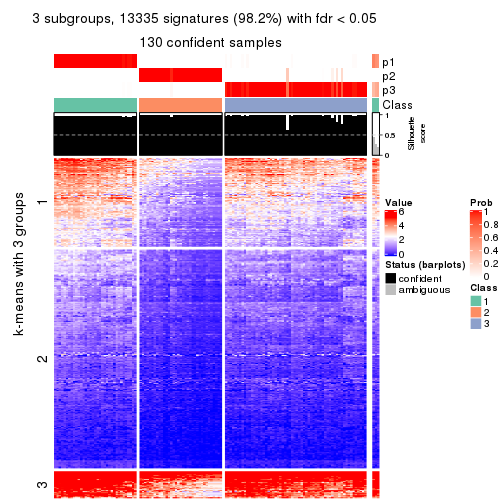 3 subgroups, 13335 signatures (98.2%) with fdr < 0.05
130 confident samples
p1
p2
p3
Class
1
0.5
0
Silhouette
score
k-means with 3 groups
1
2
3
Value
6
4
2
0
Status (barplots)
confident
ambiguous
Prob
1
0.8
0.6
0.4
0.2
0
Class
1
2
3